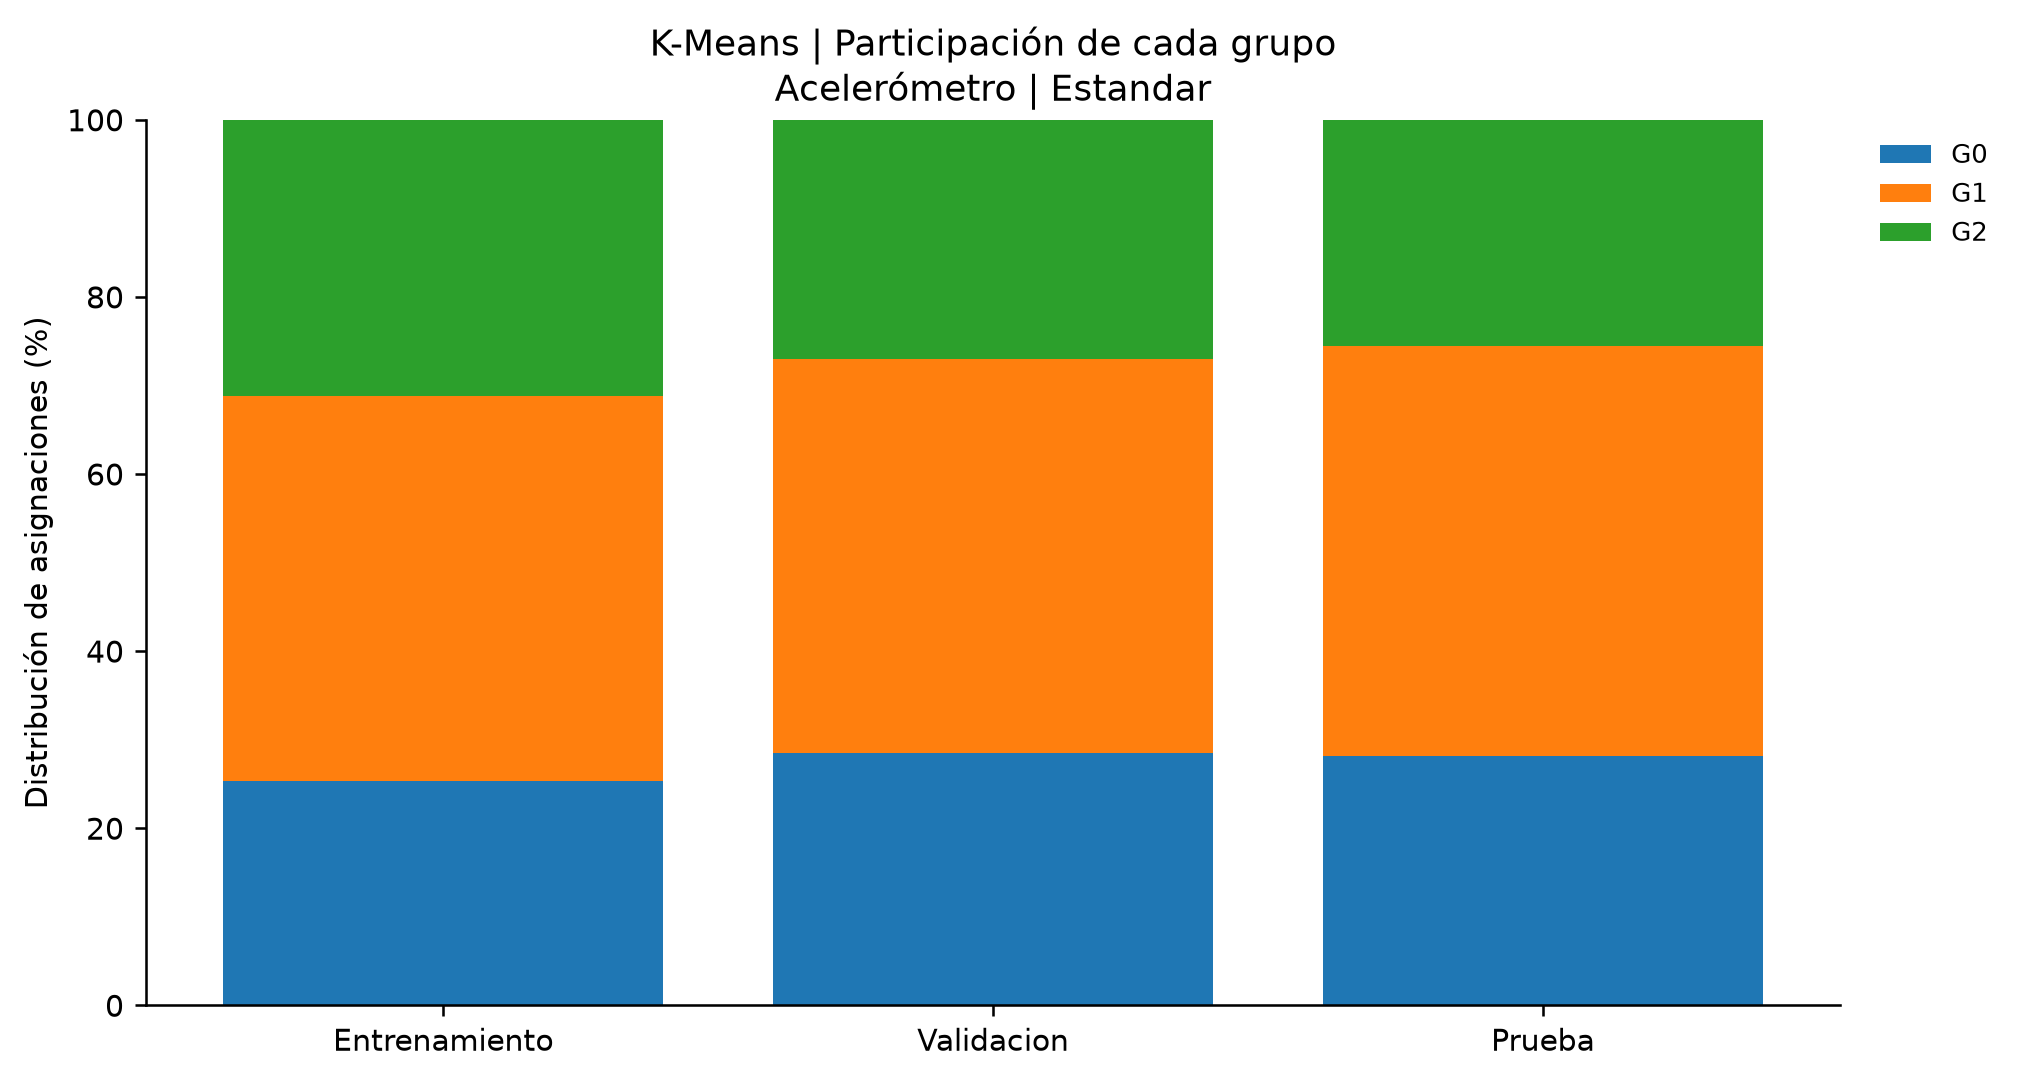 K-Means | Participación de cada grupo
Acelerómetro | Estandar
Distribución de asignaciones (%)
100
80
60
40
20
0
Entrenamiento
Validacion
Prueba
G0
G1
G2